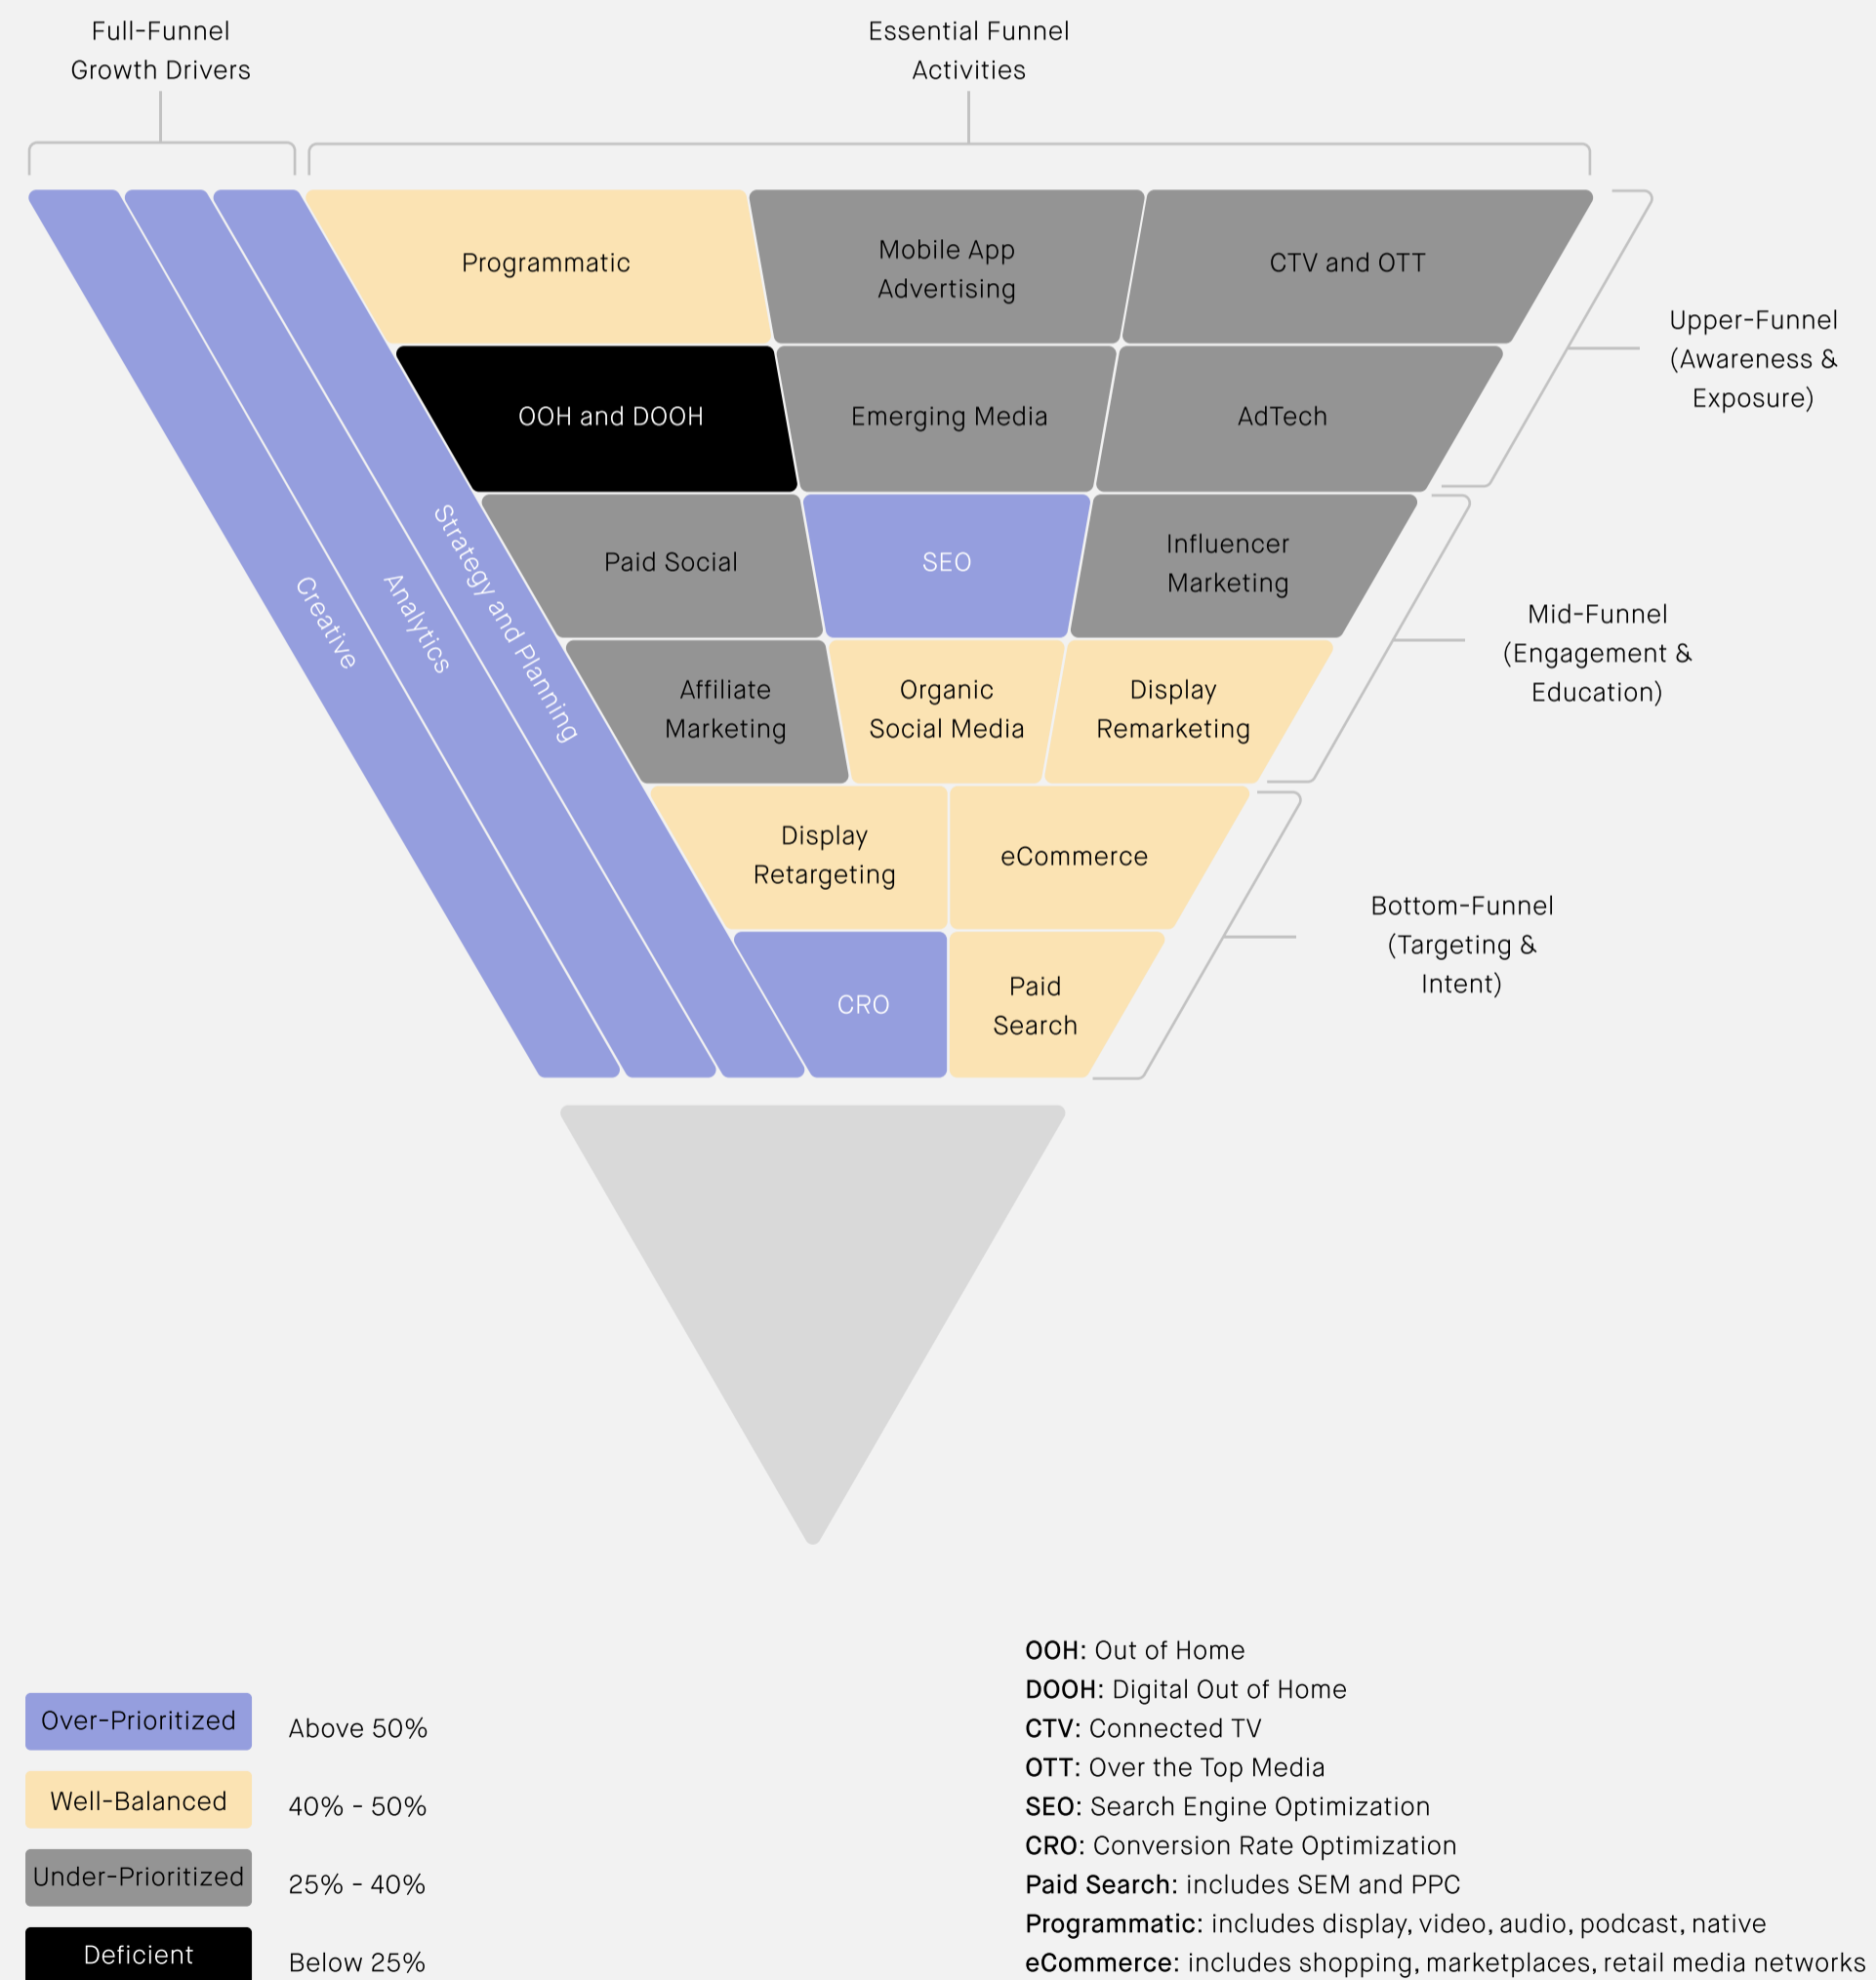 Full-Funnel
Growth Drivers
Essential Funnel
Activities
Programmatic
Mobile App
Advertising
CTV and OTT
Upper-Funnel
(Awareness &
Exposure)
OOH and DOOH
Emerging Media
AdTech
Creative
Analytics
Strategy and Planning
Paid Social
SEO
Influencer
Marketing
Mid-Funnel
(Engagement &
Education)
Affiliate
Marketing
Organic
Social Media
Display
Remarketing
Display
Retargeting
eCommerce
Bottom-Funnel
(Targeting &
Intent)
CRO
Paid
Search
Over-Prioritized
Above 50%
Well-Balanced
40% - 50%
Under-Prioritized
25% - 40%
Deficient
Below 25%
OOH: Out of Home
DOOH: Digital Out of Home
CTV: Connected TV
OTT: Over the Top Media
SEO: Search Engine Optimization
CRO: Conversion Rate Optimization
Paid Search: includes SEM and PPC
Programmatic: includes display, video, audio, podcast, native
eCommerce: includes shopping, marketplaces, retail media networks